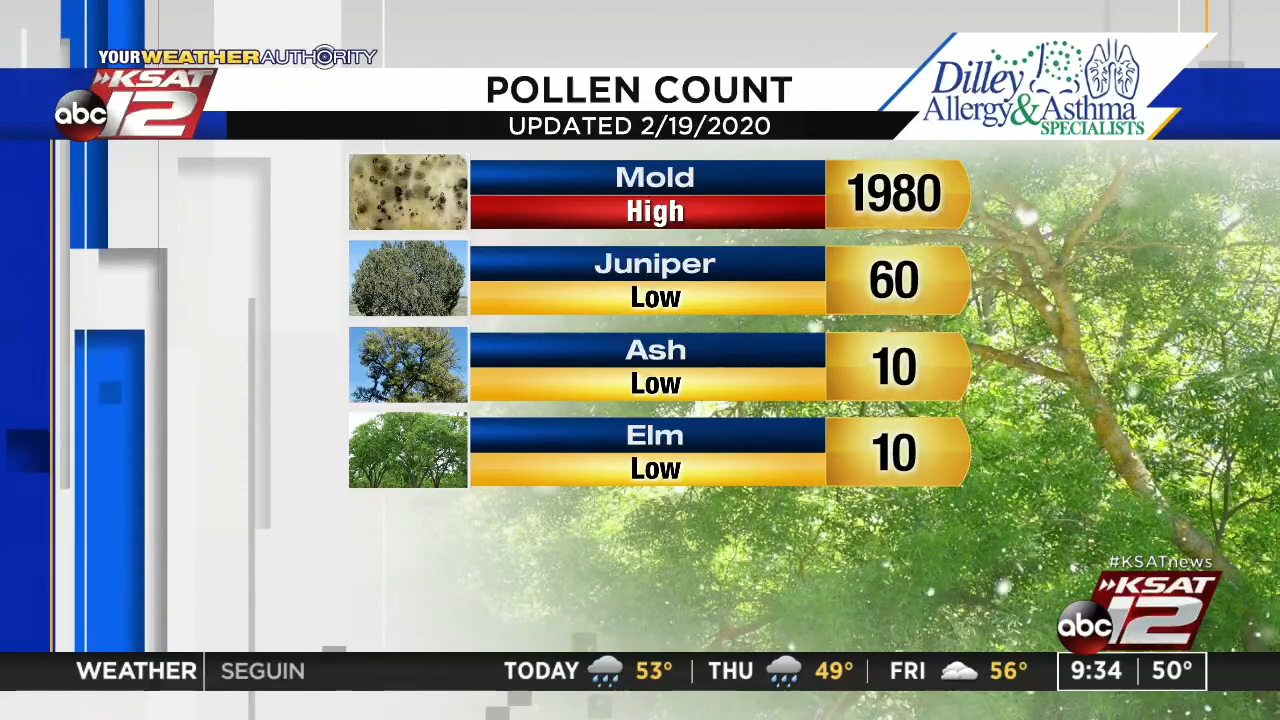 YOUR WEATHER AUTHORITY
KSAT
abc 12
POLLEN COUNT
UPDATED 2/19/2020
Dilley
Allergy & Asthma
SPECIALISTS
Mold
High
1980
Juniper
Low
60
Ash
Low
10
Elm
Low
10
#KSATnews
KSAT
abc 12
WEATHER SEGUIN TODAY 53° THU 49° FRI 56° 9:34 50°